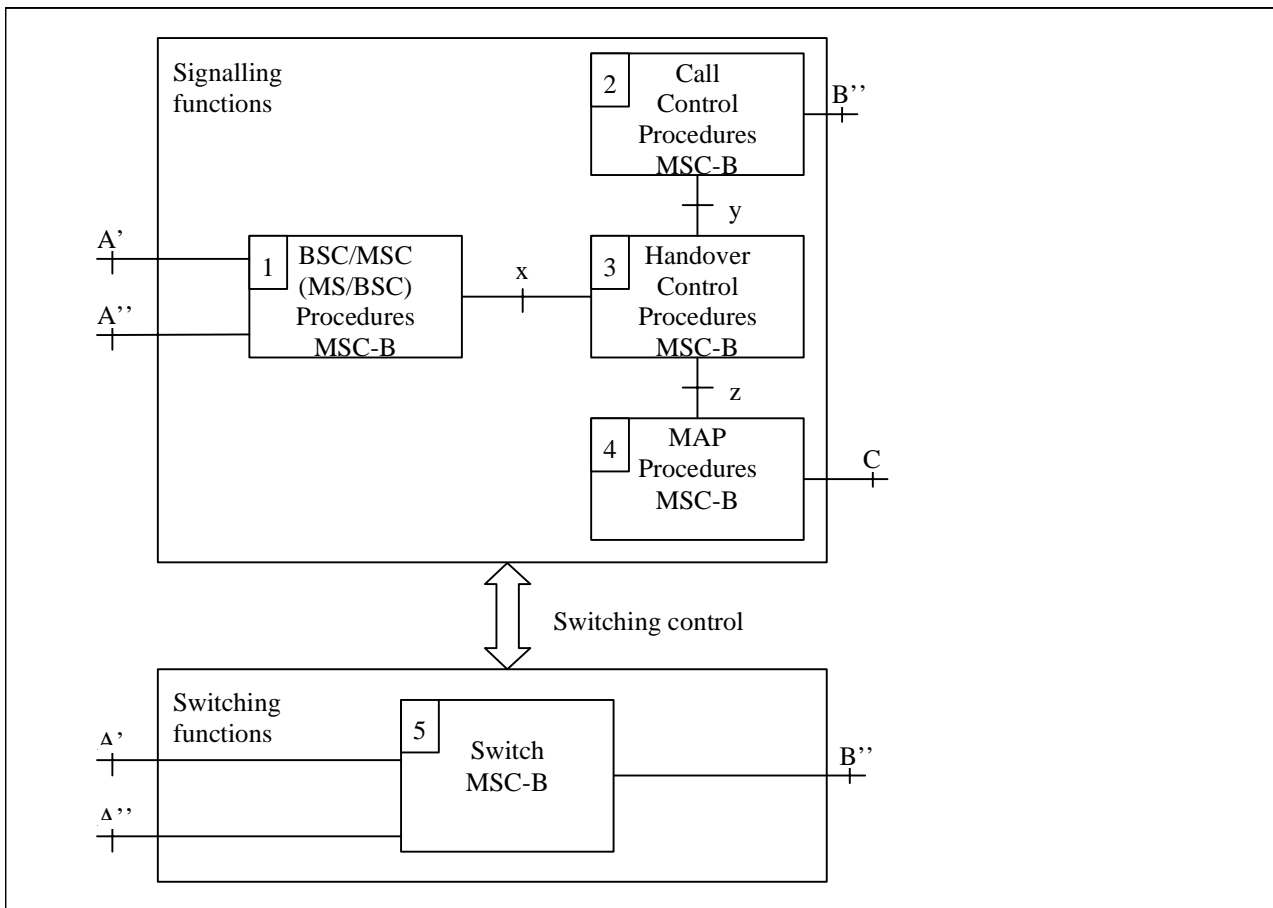 Signalling
functions
2
Call
Control
Procedures
MSC-B
B’’
y
A’
A’’
1
BSC/MSC
(MS/BSC)
Procedures
MSC-B
x
3
Handover
Control
Procedures
MSC-B
z
4
MAP
Procedures
MSC-B
C
Switching control
Switching
functions
5
Switch
MSC-B
A’
A’’
B’’